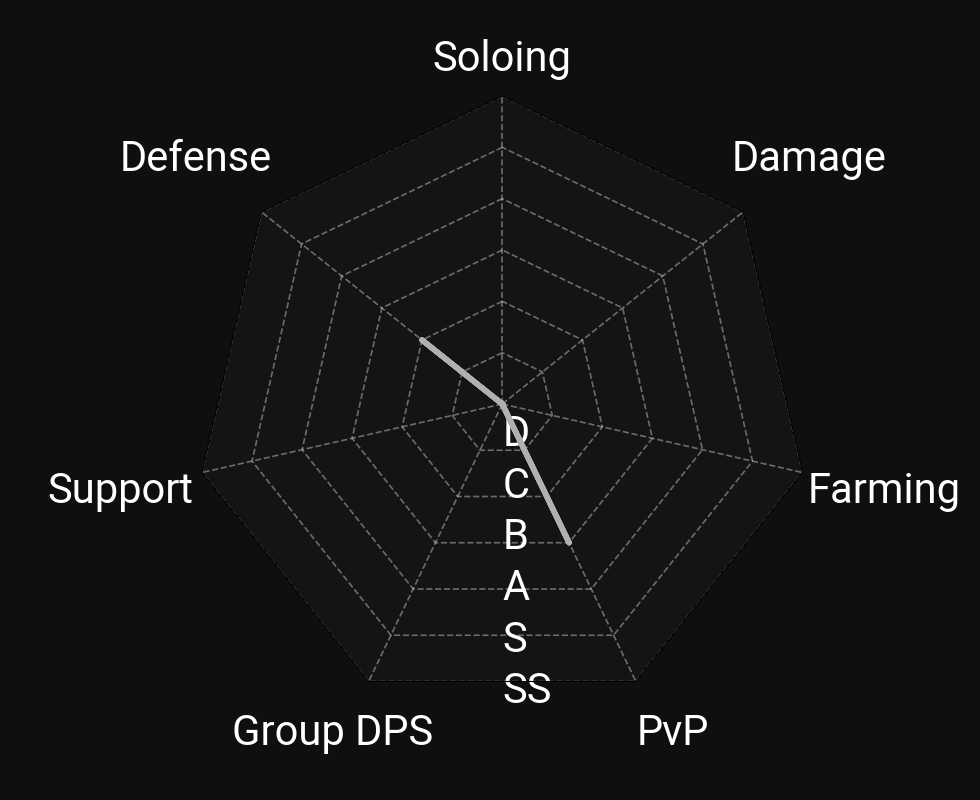 Soloing
Defense
Damage
D
C
Support
Farming
B
A
S
SS
Group DPS
PvP